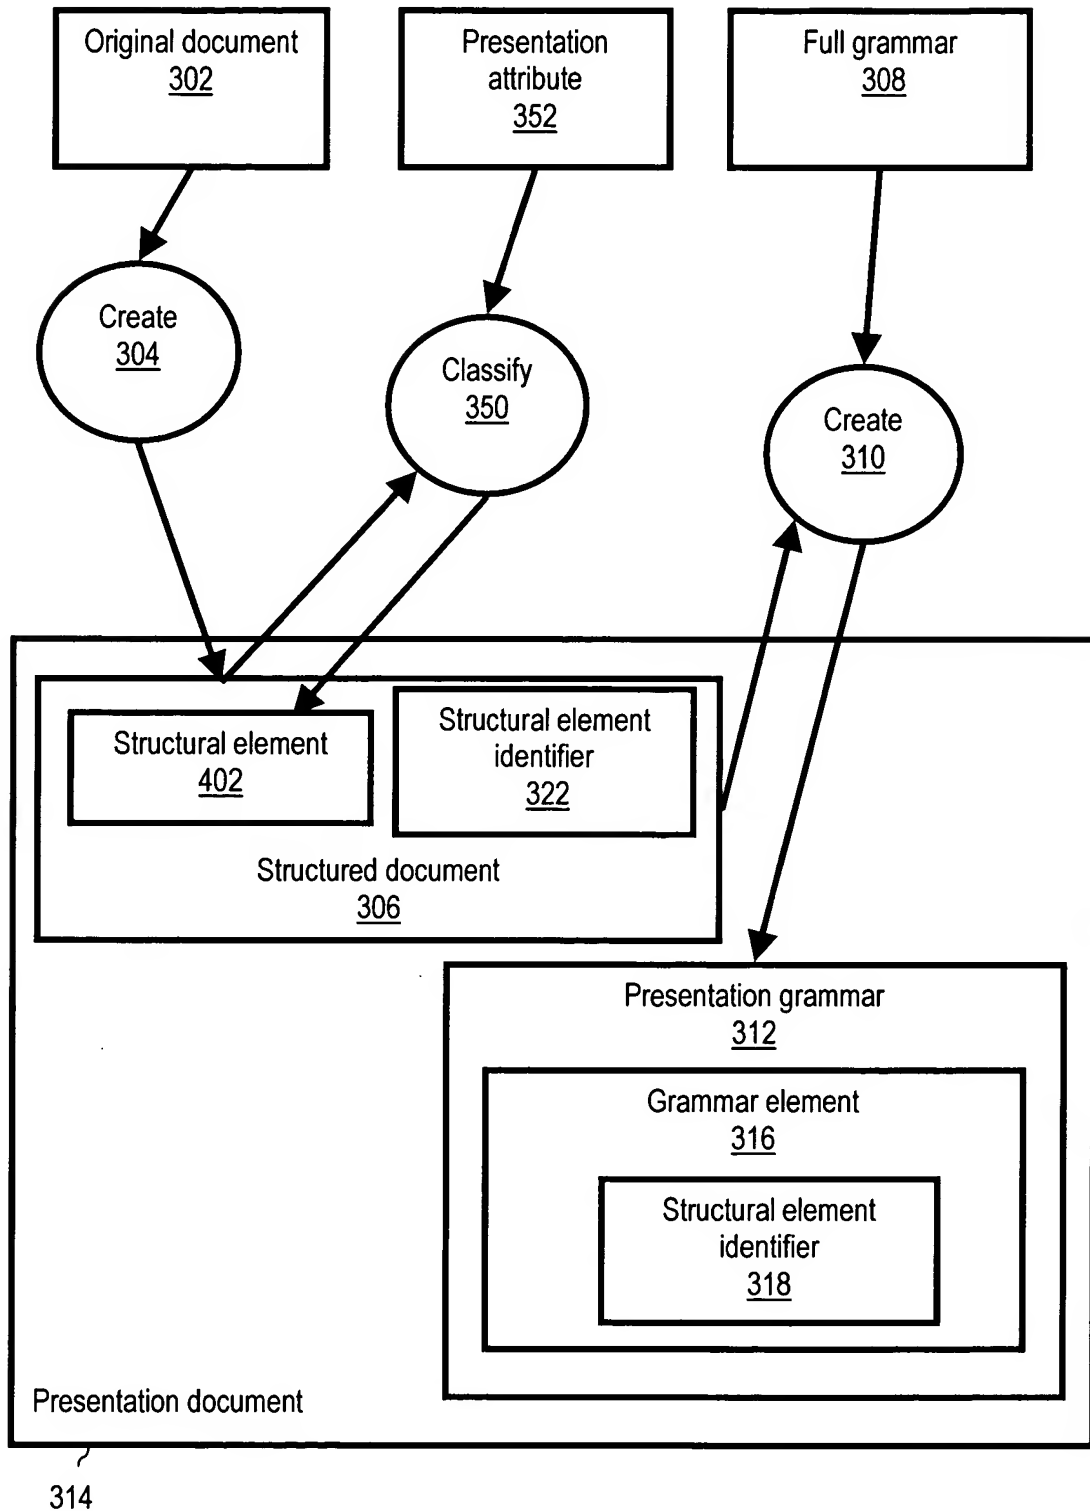 Original document
302
Presentation
attribute
352
Full grammar
308
Create
304
Classify
350
Create
310
Structural element
402
Structural element
identifier
322
Structured document
306
Presentation grammar
312
Grammar element
316
Structural element
identifier
318
Presentation document
314